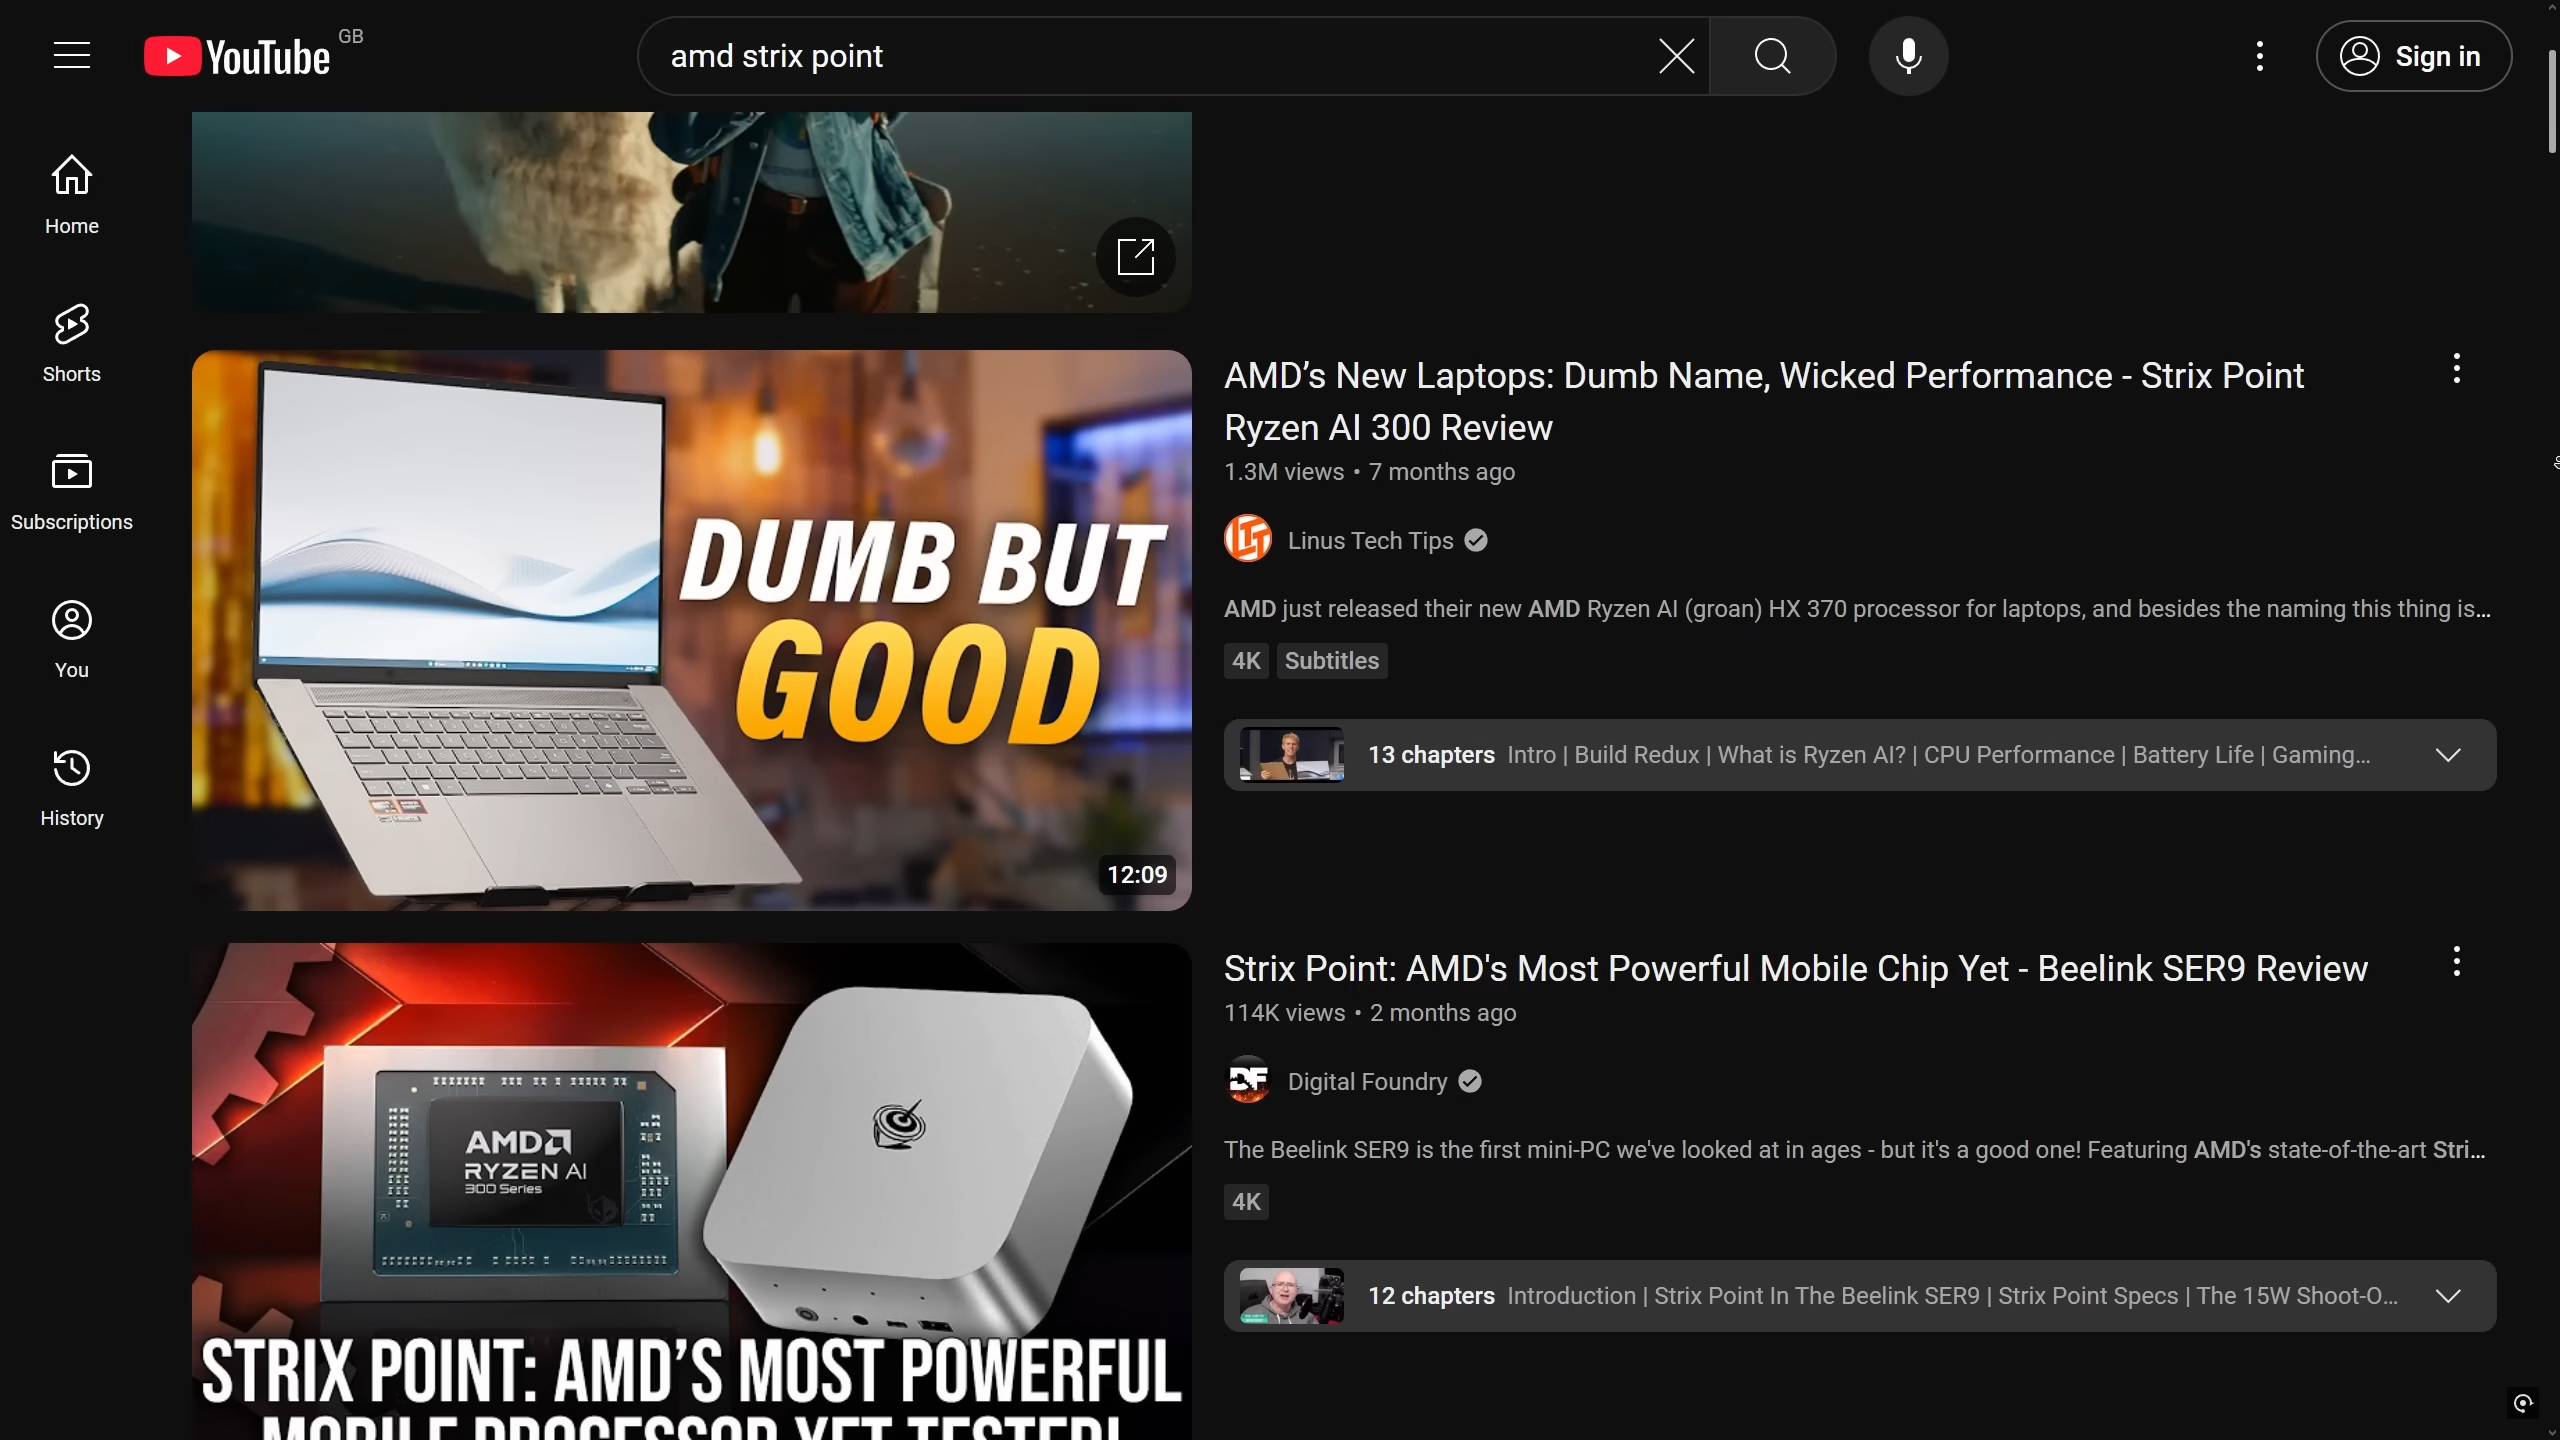 YouTube GB
amd strix point
Sign in
Home
Shorts
Subscriptions
You
History
DUMB BUT
GOOD
12:09
AMD’s New Laptops: Dumb Name, Wicked Performance - Strix Point
Ryzen AI 300 Review
1.3M views • 7 months ago
LTT
Linus Tech Tips
AMD just released their new AMD Ryzen AI (groan) HX 370 processor for laptops, and besides the naming this thing is...
4K Subtitles
13 chapters Intro | Build Redux | What is Ryzen AI? | CPU Performance | Battery Life | Gaming...
AMD
RYZEN AI
300 Series
STRIX POINT: AMD’S MOST POWERFUL
MOBILE PROCESSOR YET TESTED!
Strix Point: AMD's Most Powerful Mobile Chip Yet - Beelink SER9 Review
114K views • 2 months ago
DF
Digital Foundry
The Beelink SER9 is the first mini-PC we've looked at in ages - but it's a good one! Featuring AMD's state-of-the-art Stri...
4K
12 chapters Introduction | Strix Point In The Beelink SER9 | Strix Point Specs | The 15W Shoot-O...